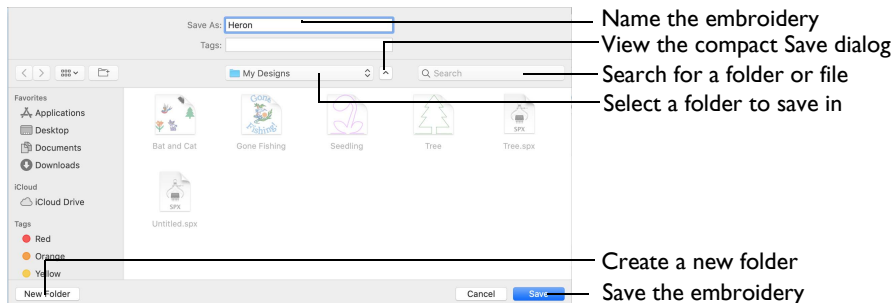 Save As: Heron
Name the embroidery
Tags:
View the compact Save dialog
My Designs
Search
Search for a folder or file
Select a folder to save in
Favorites
Applications
Desktop
Documents
Downloads
iCloud
iCloud Drive
Tags
Red
Orange
Yellow
Gone Fishing!
Bat and Cat
Gone Fishing
Seedling
Tree
SPX
Tree.spx
SPX
Untitled.spx
Create a new folder
New Folder
Cancel
Save
Save the embroidery